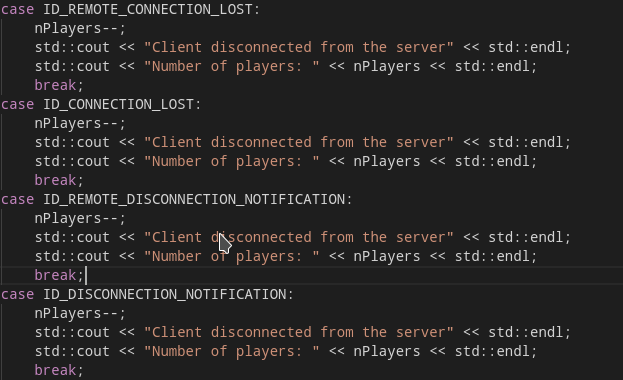 case ID_REMOTE_CONNECTION_LOST:
    nPlayers--;
    std::cout << "Client disconnected from the server" << std::endl;
    std::cout << "Number of players: " << nPlayers << std::endl;
    break;
case ID_CONNECTION_LOST:
    nPlayers--;
    std::cout << "Client disconnected from the server" << std::endl;
    std::cout << "Number of players: " << nPlayers << std::endl;
    break;
case ID_REMOTE_DISCONNECTION_NOTIFICATION:
    nPlayers--;
    std::cout << "Client disconnected from the server" << std::endl;
    std::cout << "Number of players: " << nPlayers << std::endl;
    break;
case ID_DISCONNECTION_NOTIFICATION:
    nPlayers--;
    std::cout << "Client disconnected from the server" << std::endl;
    std::cout << "Number of players: " << nPlayers << std::endl;
    break;